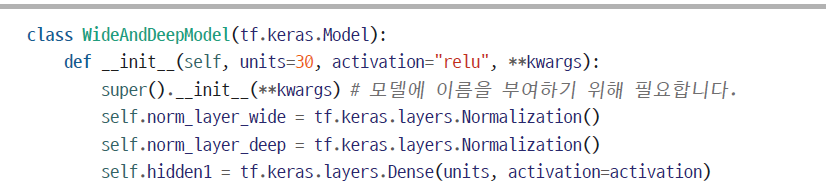 class WideAndDeepModel(tf.keras.Model):
    def __init__(self, units=30, activation="relu", **kwargs):
        super().__init__(**kwargs) # 모델에 이름을 부여하기 위해 필요합니다.
        self.norm_layer_wide = tf.keras.layers.Normalization()
        self.norm_layer_deep = tf.keras.layers.Normalization()
        self.hidden1 = tf.keras.layers.Dense(units, activation=activation)